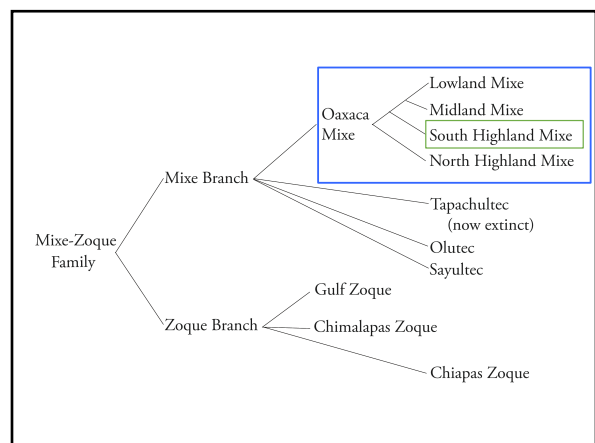 Lowland Mixe
Oaxaca
Mixe
Midland Mixe
South Highland Mixe
North Highland Mixe
Mixe Branch
Tapachultec
(now extinct)
Mixe-Zoque
Family
Olutec
Sayultec
Gulf Zoque
Zoque Branch
Chimalapas Zoque
Chiapas Zoque